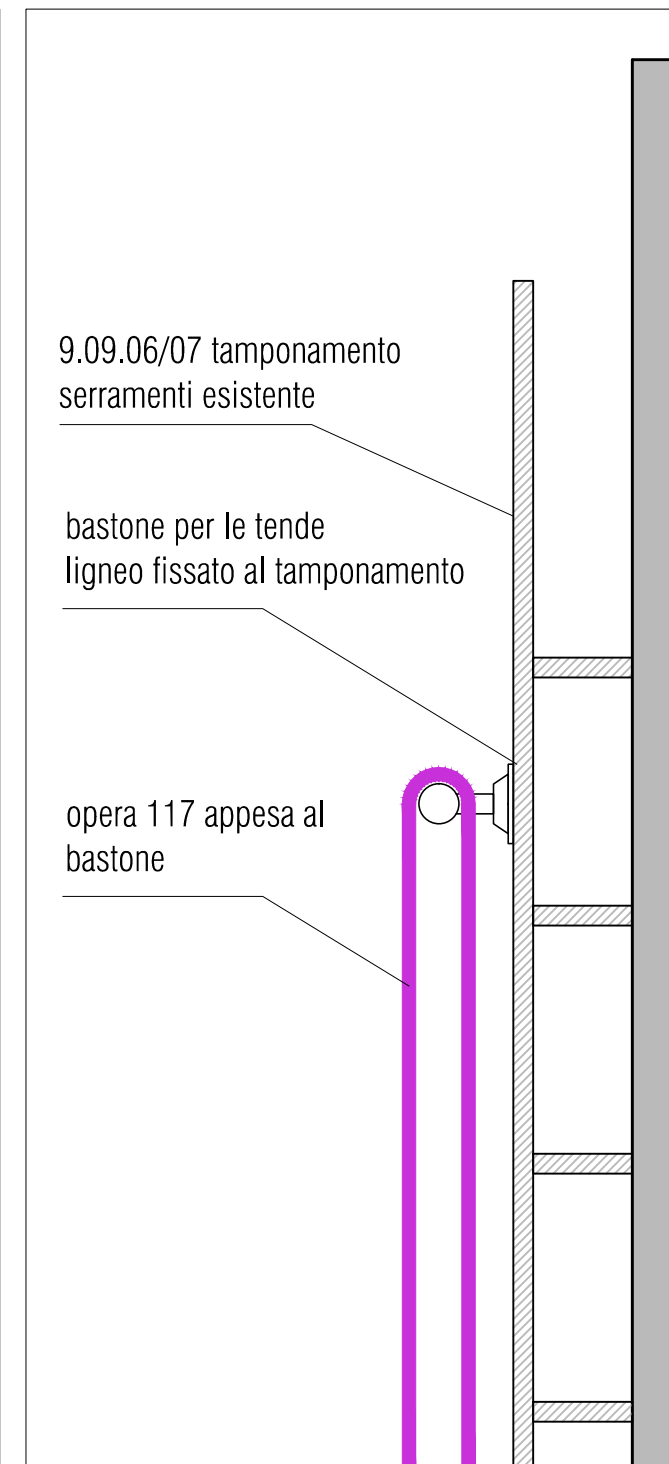 9.09.06/07 tamponamento
serramenti esistente
bastone per le tende
ligneo fissato al tamponamento
opera 117 appesa al
bastone